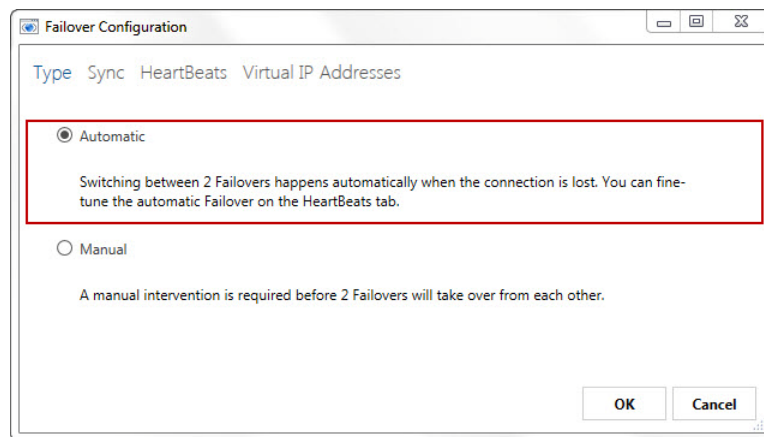 Failover Configuration
Type Sync HeartBeats Virtual IP Addresses
Automatic
Switching between 2 Failovers happens automatically when the connection is lost. You can fine-
tune the automatic Failover on the HeartBeats tab.
Manual
A manual intervention is required before 2 Failovers will take over from each other.
OK Cancel